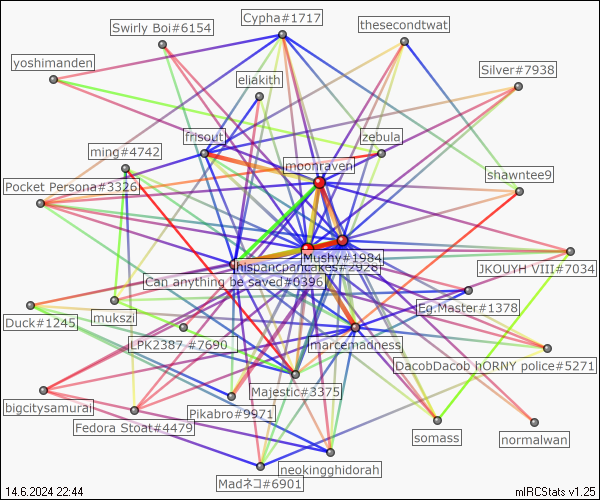 Cypha#1717
Swirly Boi#6154
thesecondtwat
yoshimanden
eljakith
Silver#7938
frisout
zebula
ming#4742
moonraven
shawntee9
Pocket Persona#3326
Mushy#1984
hispancpancakes#2928
JKOUYH VIII#7034
Can anything be saved#0396
Eg.Master#1378
mukszi
Duck#1245
LPK2387 #7690
marcemadness
DacobDacob hORNY police#5271
Majestic#3375
bigcitysamurai
Pikabro#9971
Fedora Stoat#4479
somass
normalwan
neokingghidorah
Madネコ#6901
14.6.2024 22:44
mIRCStats v1.25